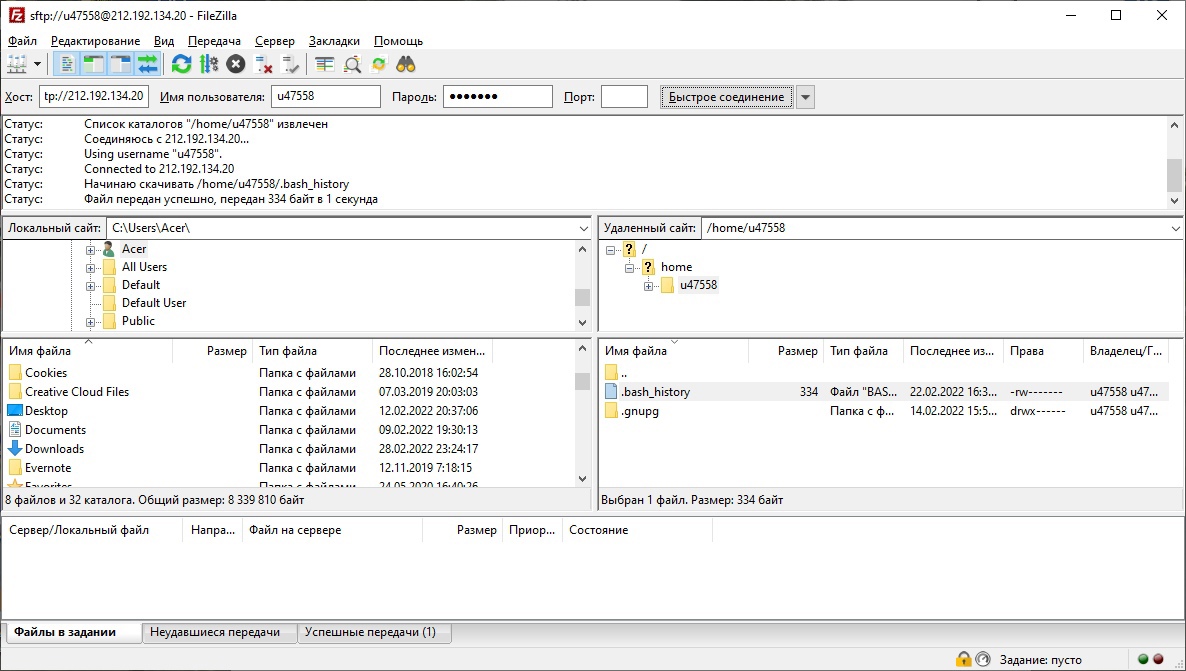 sftp://u47558@212.192.134.20 - FileZilla
Файл Редактирование Вид Передача Сервер Закладки Помощь
Хост: tp://212.192.134.20 Имя пользователя: u47558 Пароль: ●●●●●●● Порт: Быстрое соединение
Статус: Список каталогов "/home/u47558" извлечен
Статус: Соединяюсь с 212.192.134.20...
Статус: Using username "u47558".
Статус: Connected to 212.192.134.20
Статус: Начинаю скачивать /home/u47558/.bash_history
Статус: Файл передан успешно, передан 334 байт в 1 секунда
Локальный сайт: C:\Users\Acer\
Acer
All Users
Default
Default User
Public
Имя файла Размер Тип файла Последнее измен...
Cookies Папка с файлами 28.10.2018 16:02:54
Creative Cloud Files Папка с файлами 07.03.2019 20:03:03
Desktop Папка с файлами 12.02.2022 20:37:06
Documents Папка с файлами 09.02.2022 19:30:13
Downloads Папка с файлами 28.02.2022 23:24:17
Evernote Папка с файлами 12.11.2019 7:18:15
Favorites Папка с файлами 24.05.2020 16:40:26
8 файлов и 32 каталога. Общий размер: 8 339 810 байт
Удаленный сайт: /home/u47558
/
home
u47558
Имя файла Размер Тип файла Последнее из... Права Владелец/Г...
..
.bash_history 334 Файл "BAS... 22.02.2022 16:3... -rw------- u47558 u47...
.gnupg Папка с ф... 14.02.2022 15:5... drwx------ u47558 u47...
Выбран 1 файл. Размер: 334 байт
Сервер/Локальный файл Напра... Файл на сервере Размер Приор... Состояние
Файлы в задании Неудавшиеся передачи Успешные передачи (1)
Задание: пусто